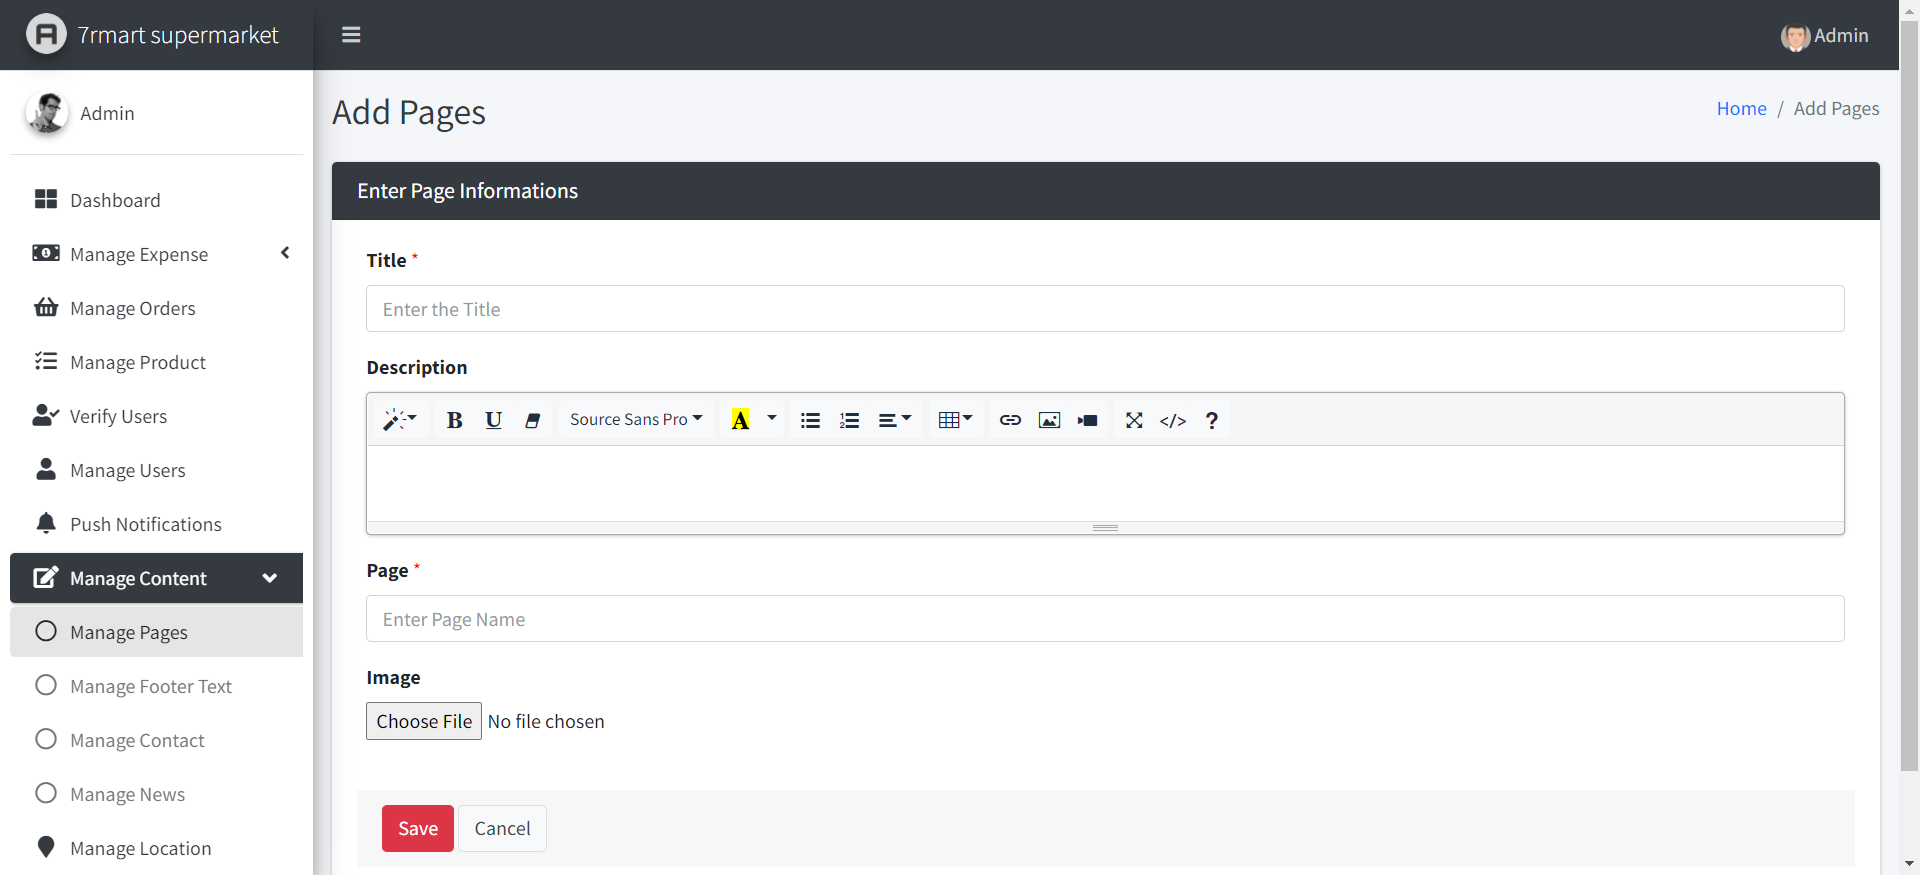 7rmart supermarket
Admin
Admin
Add Pages
Home / Add Pages
Dashboard
Manage Expense
Manage Orders
Manage Product
Verify Users
Manage Users
Push Notifications
Manage Content
Manage Pages
Manage Footer Text
Manage Contact
Manage News
Manage Location
Enter Page Informations
Title *
Enter the Title
Description
B U Source Sans Pro A </> ?
Page *
Enter Page Name
Image
Choose File No file chosen
Save Cancel